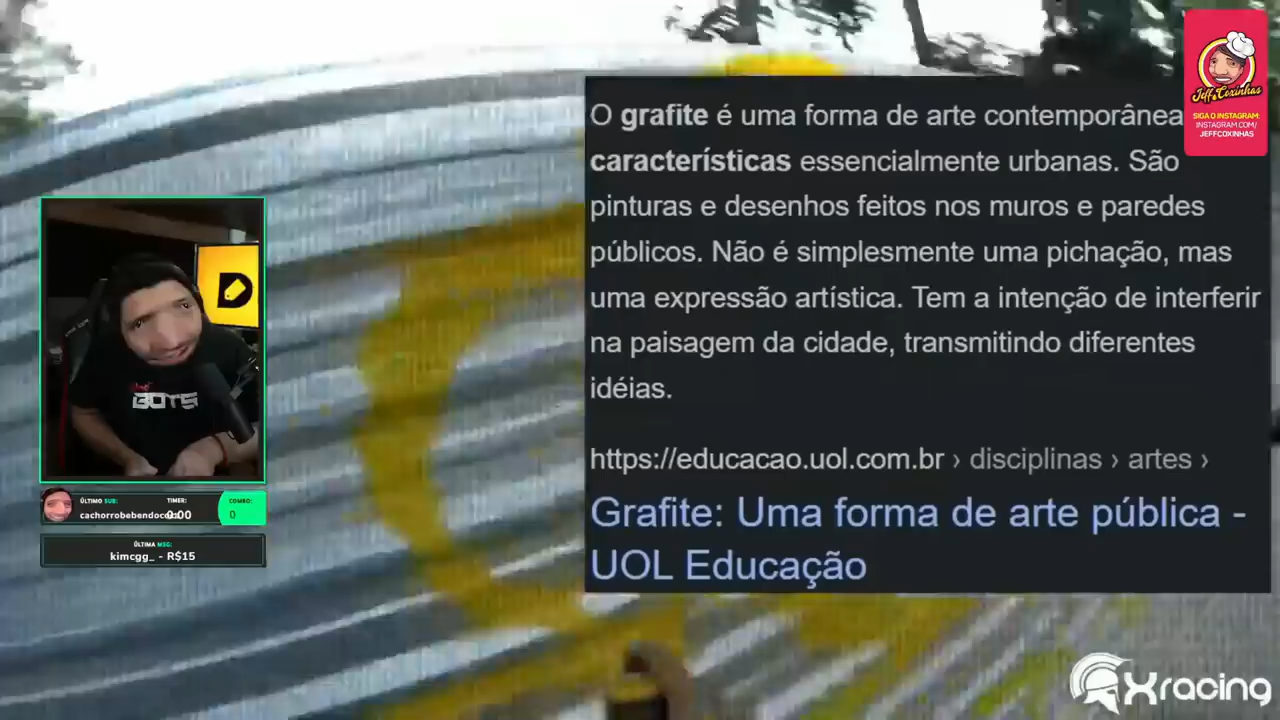 O grafite é uma forma de arte contemporânea
características essencialmente urbanas. São
pinturas e desenhos feitos nos muros e paredes
públicos. Não é simplesmente uma pichação, mas
uma expressão artística. Tem a intenção de interferir
na paisagem da cidade, transmitindo diferentes
idéias.
https://educacao.uol.com.br › disciplinas › artes ›
Grafite: Uma forma de arte pública -
UOL Educação
Jeff Coxinhas
SIGA O INSTAGRAM:
INSTAGRAM.COM/
JEFFCOXINHAS
D
BOTS
ÚLTIMO SUB:
TIMER:
COMBO:
0:00
0
ÚLTIMA MSG:
kimcgg_ - R$15
Xracing